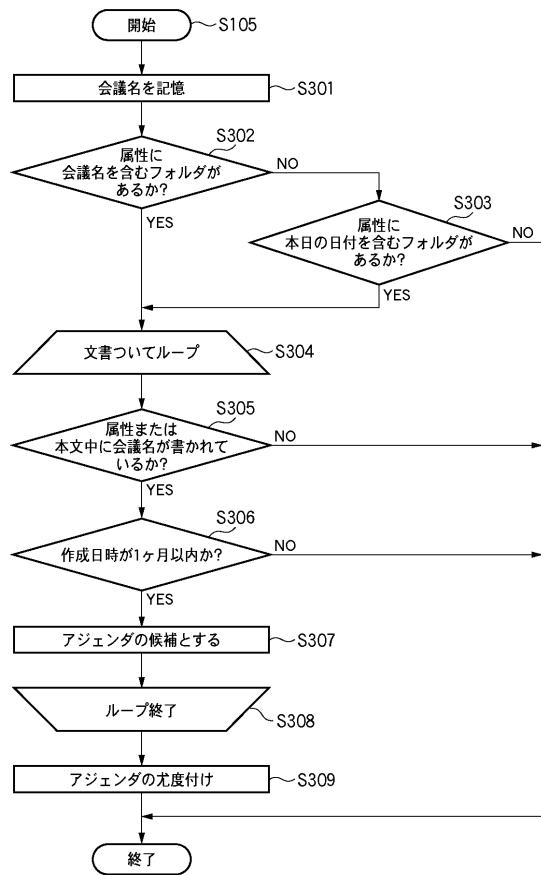 開始
S105
会議名を記憶
S301
S302
属性に
会議名を含むフォルダが
あるか?
NO
YES
S303
属性に
本日の日付を含むフォルダが
あるか?
NO
YES
文書ついてループ
S304
S305
属性または
本文中に会議名が書かれて
いるか?
NO
YES
S306
作成日時が1ヶ月以内か?
NO
YES
アジェンダの候補とする
S307
ループ終了
S308
アジェンダの尤度付け
S309
終了